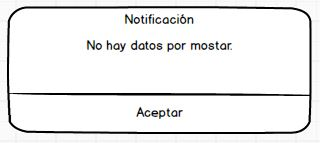 Notificación
No hay datos por mostar.
Aceptar